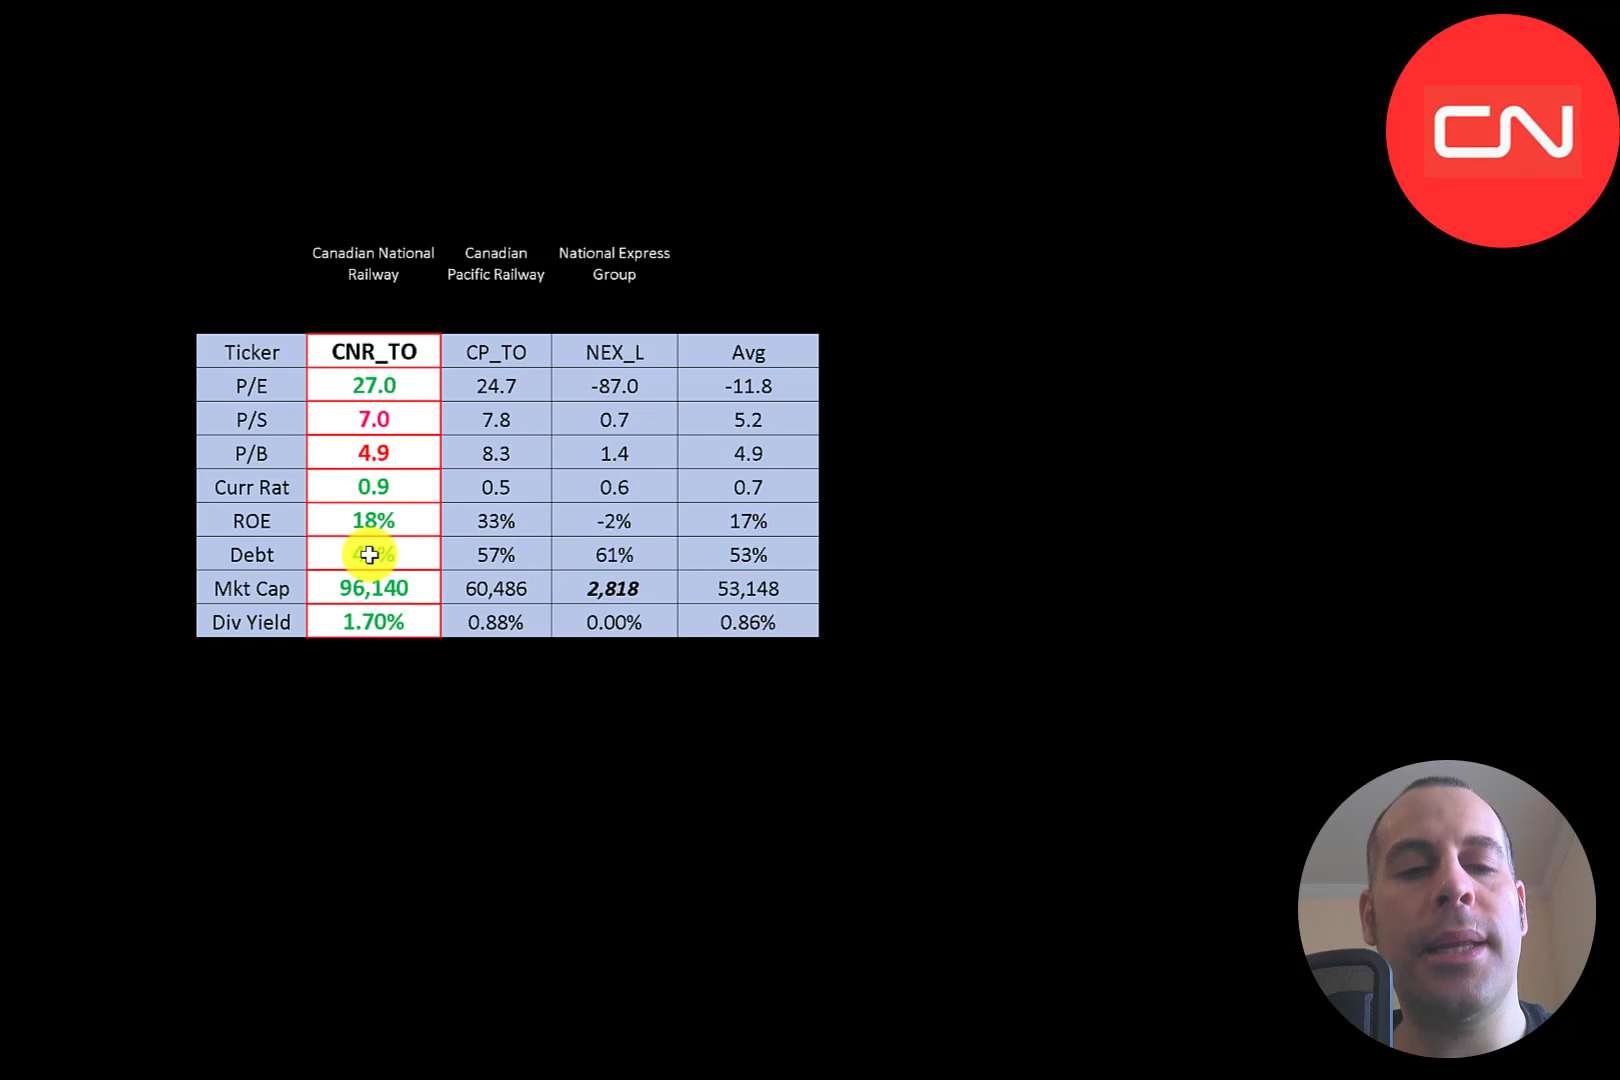 CN
Canadian National Canadian National Express
Railway Pacific Railway Group
Ticker CNR_TO CP_TO NEX_L Avg
P/E 27.0 24.7 -87.0 -11.8
P/S 7.0 7.8 0.7 5.2
P/B 4.9 8.3 1.4 4.9
Curr Rat 0.9 0.5 0.6 0.7
ROE 18% 33% -2% 17%
Debt 57% 61% 53%
Mkt Cap 96,140 60,486 2,818 53,148
Div Yield 1.70% 0.88% 0.00% 0.86%